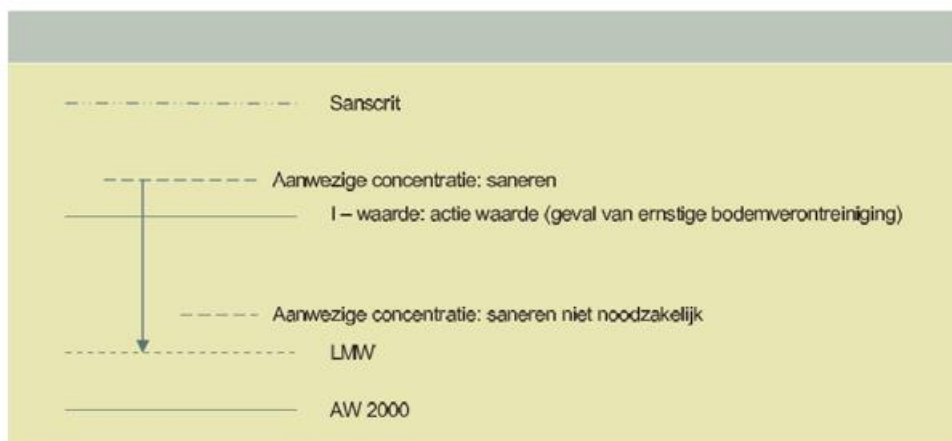 Sanscrit
Aanwezige concentratie: saneren
I – waarde: actie waarde (geval van ernstige bodemverontreiniging)
Aanwezige concentratie: saneren niet noodzakelijk
LMW
AW 2000